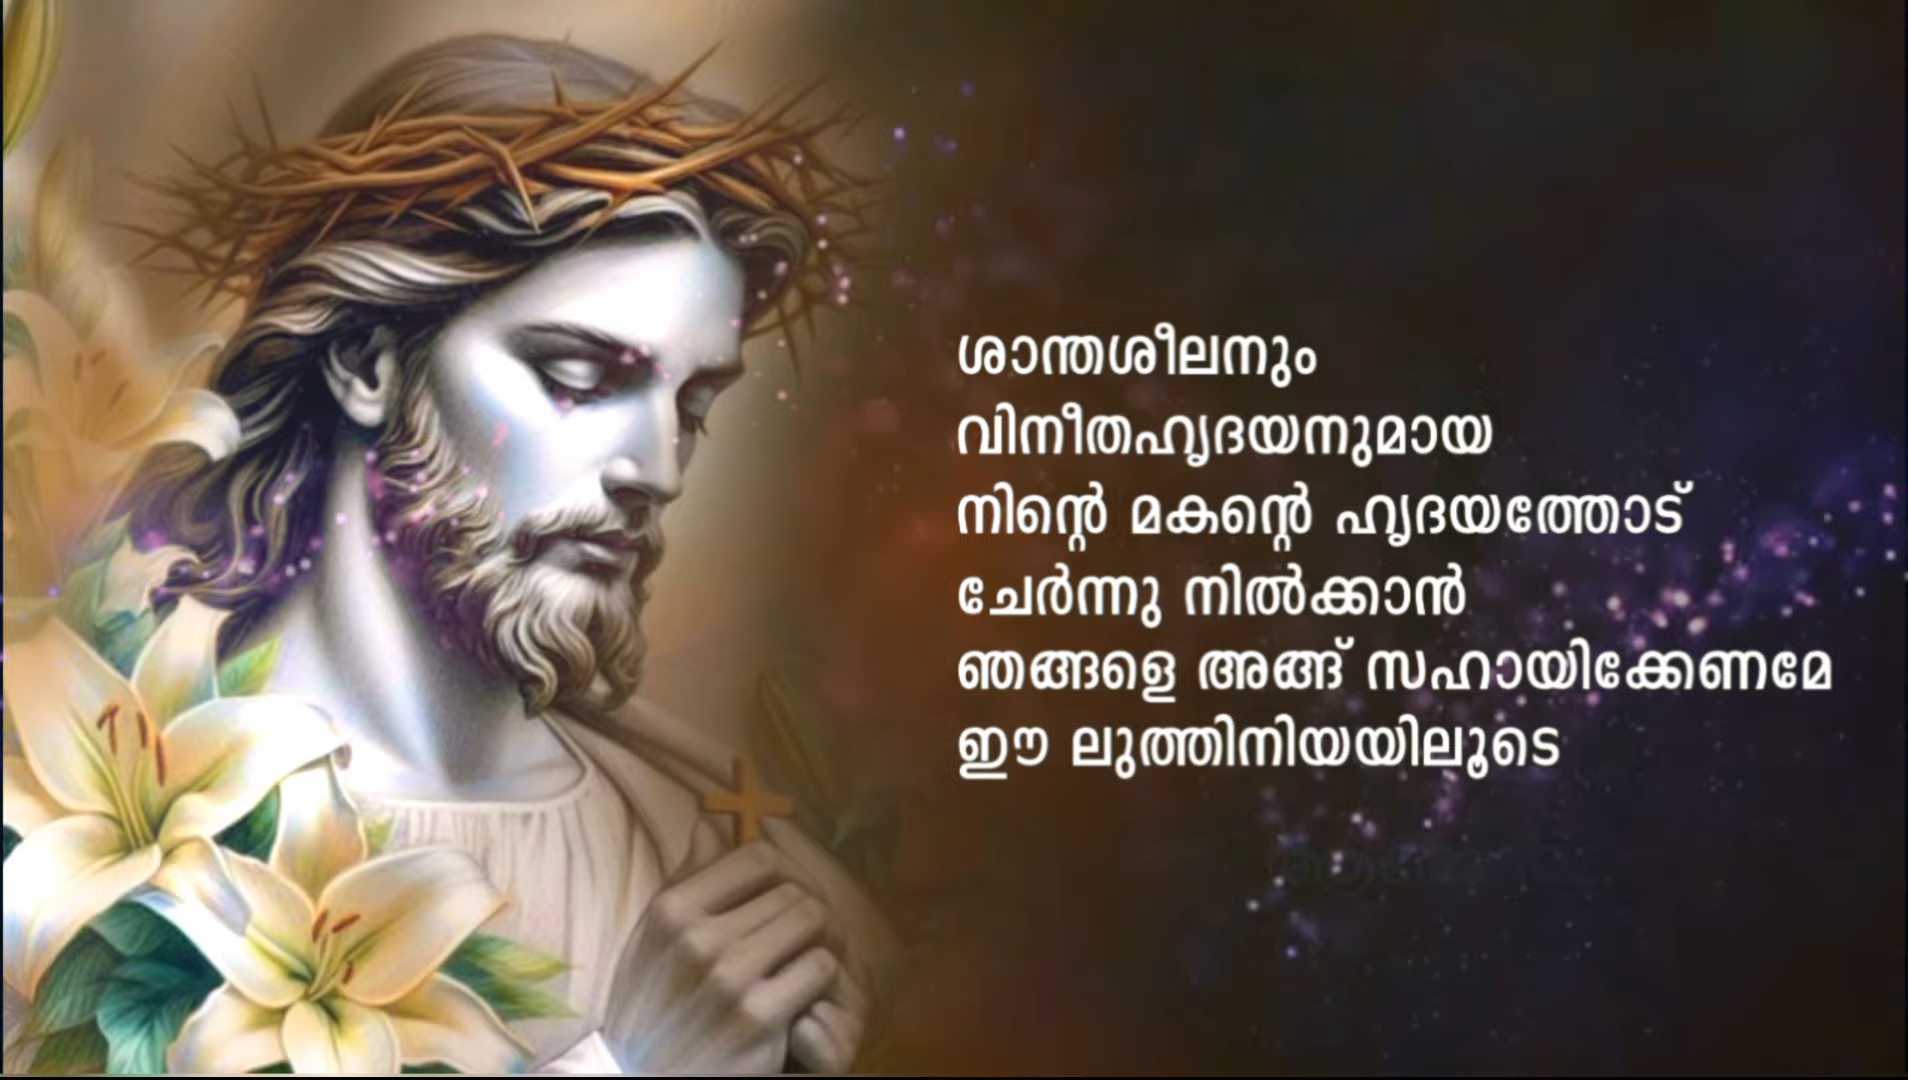 ശാന്തശീലനും
വിനീതഹൃദയനുമായ
നിന്റെ മകന്റെ ഹൃദയത്തോട്
ചേർന്നു നിൽക്കാൻ
ഞങ്ങളെ അങ്ങ് സഹായിക്കേണമേ
ഈ ലുത്തിനിയയിലൂടെ